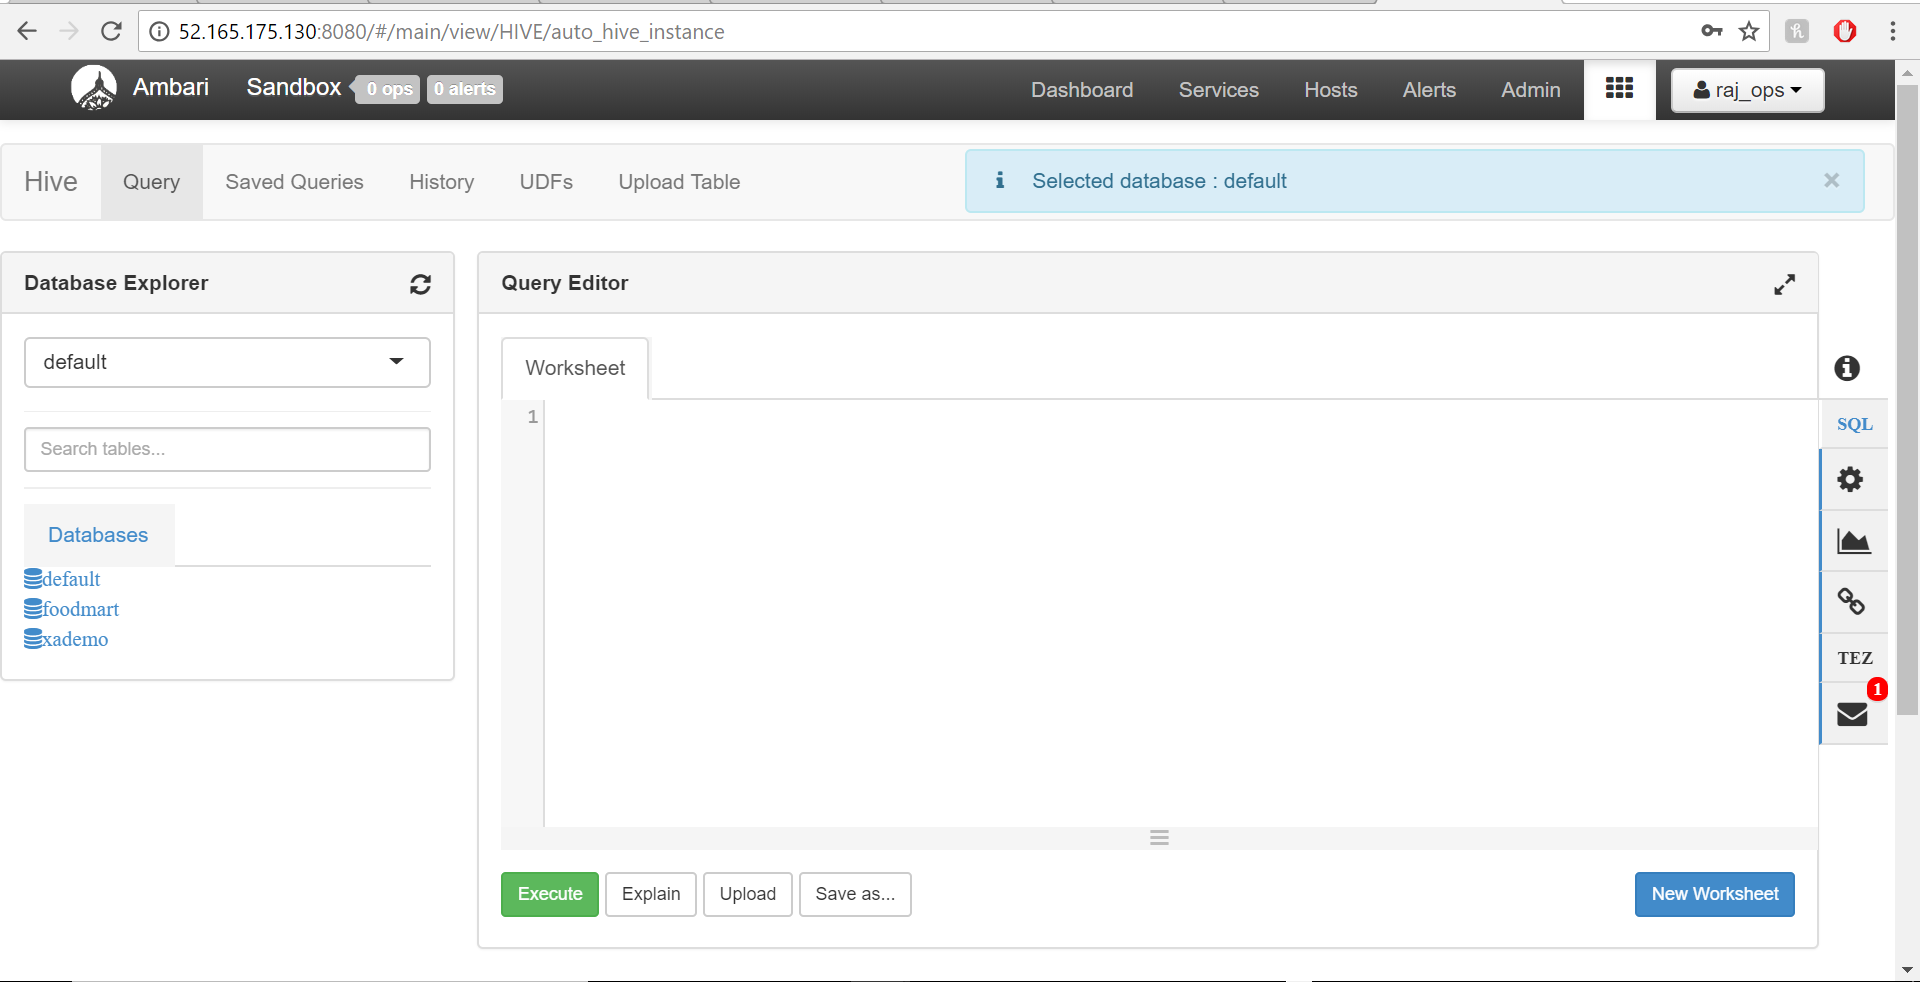 52.165.175.130:8080/#/main/view/HIVE/auto_hive_instance
Ambari Sandbox 0 ops 0 alerts Dashboard Services Hosts Alerts Admin raj_ops
Hive Query Saved Queries History UDFs Upload Table Selected database : default ×
Database Explorer
default
Search tables...
Databases
default
foodmart
xademo
Query Editor
Worksheet
1
SQL
TEZ
1
Execute Explain Upload Save as... New Worksheet